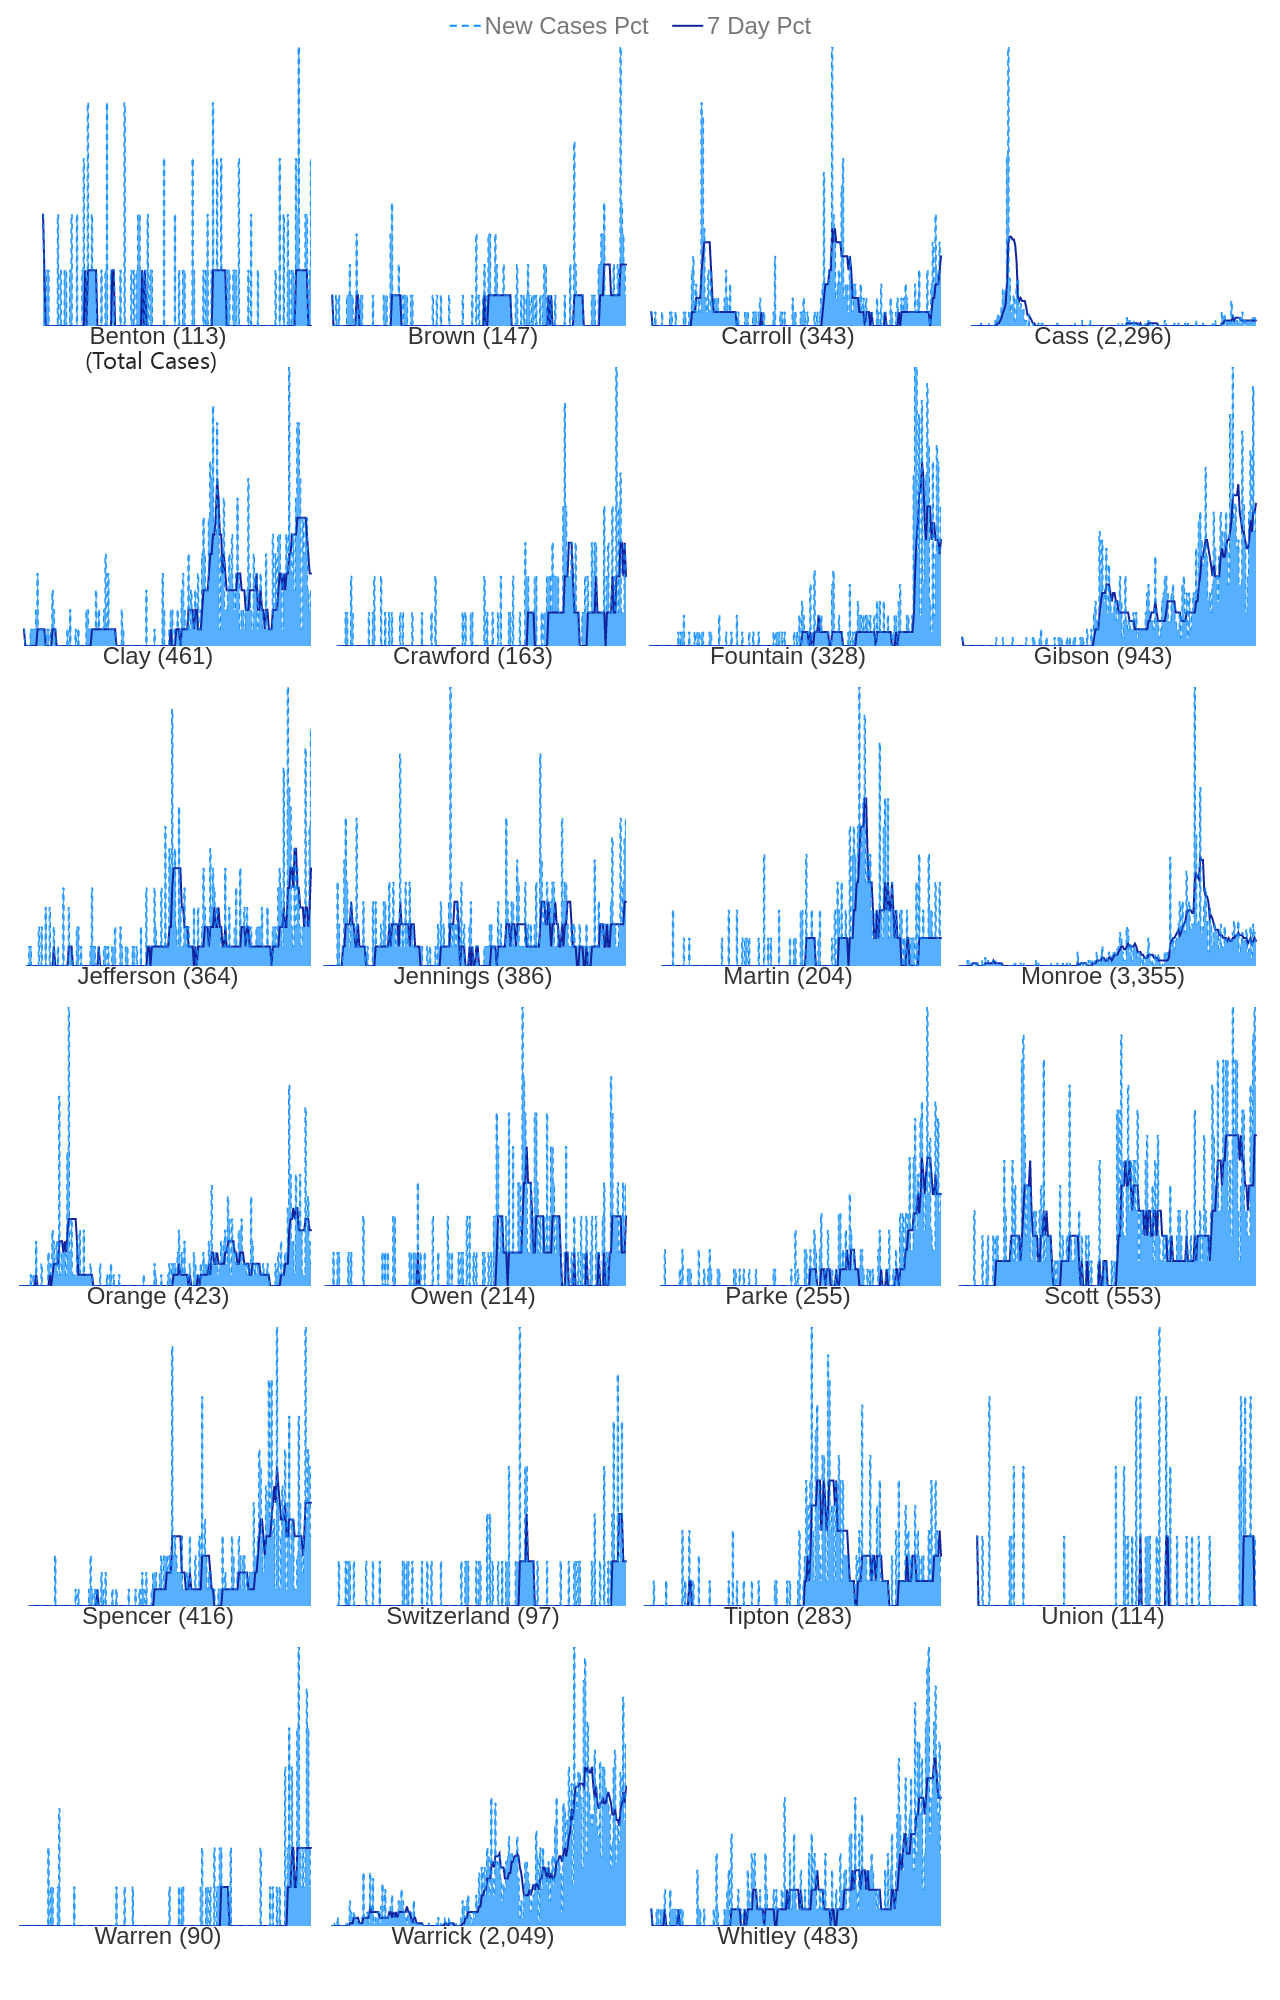 New Cases Pct 7 Day Pct
Benton (113) Brown (147) Carroll (343) Cass (2,296)
(Total Cases)
Clay (461) Crawford (163) Fountain (328) Gibson (943)
Jefferson (364) Jennings (386) Martin (204) Monroe (3,355)
Orange (423) Owen (214) Parke (255) Scott (553)
Spencer (416) Switzerland (97) Tipton (283) Union (114)
Warren (90) Warrick (2,049) Whitley (483)